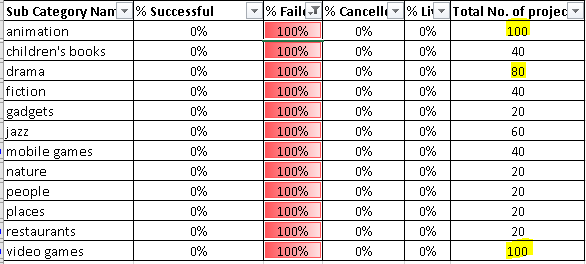 Sub Category Nam % Successful % Faile % Cancelle % Liv Total No. of projec
animation 0% 100% 0% 0% 100
children's books 0% 100% 0% 0% 40
drama 0% 100% 0% 0% 80
fiction 0% 100% 0% 0% 40
gadgets 0% 100% 0% 0% 20
jazz 0% 100% 0% 0% 60
mobile games 0% 100% 0% 0% 40
nature 0% 100% 0% 0% 20
people 0% 100% 0% 0% 20
places 0% 100% 0% 0% 20
restaurants 0% 100% 0% 0% 20
video games 0% 100% 0% 0% 100